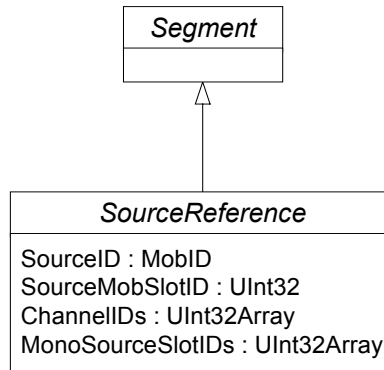 Segment
SourceReference
SourceID : MobID
SourceMobSlotID : UInt32
ChannelIDs : UInt32Array
MonoSourceSlotIDs : UInt32Array